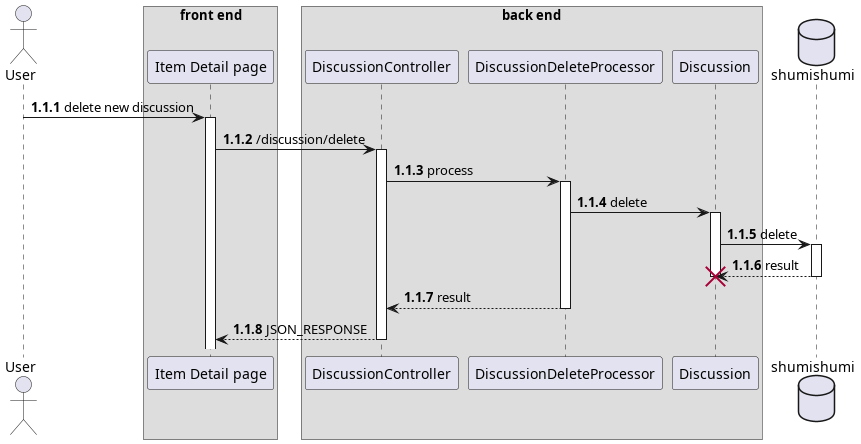 front end
back end
User
Item Detail page
DiscussionController
DiscussionDeleteProcessor
Discussion
shumishumi
1.1.1 delete new discussion
1.1.2 /discussion/delete
1.1.3 process
1.1.4 delete
1.1.5 delete
1.1.6 result
1.1.7 result
1.1.8 JSON_RESPONSE
User
Item Detail page
DiscussionController
DiscussionDeleteProcessor
Discussion
shumishumi